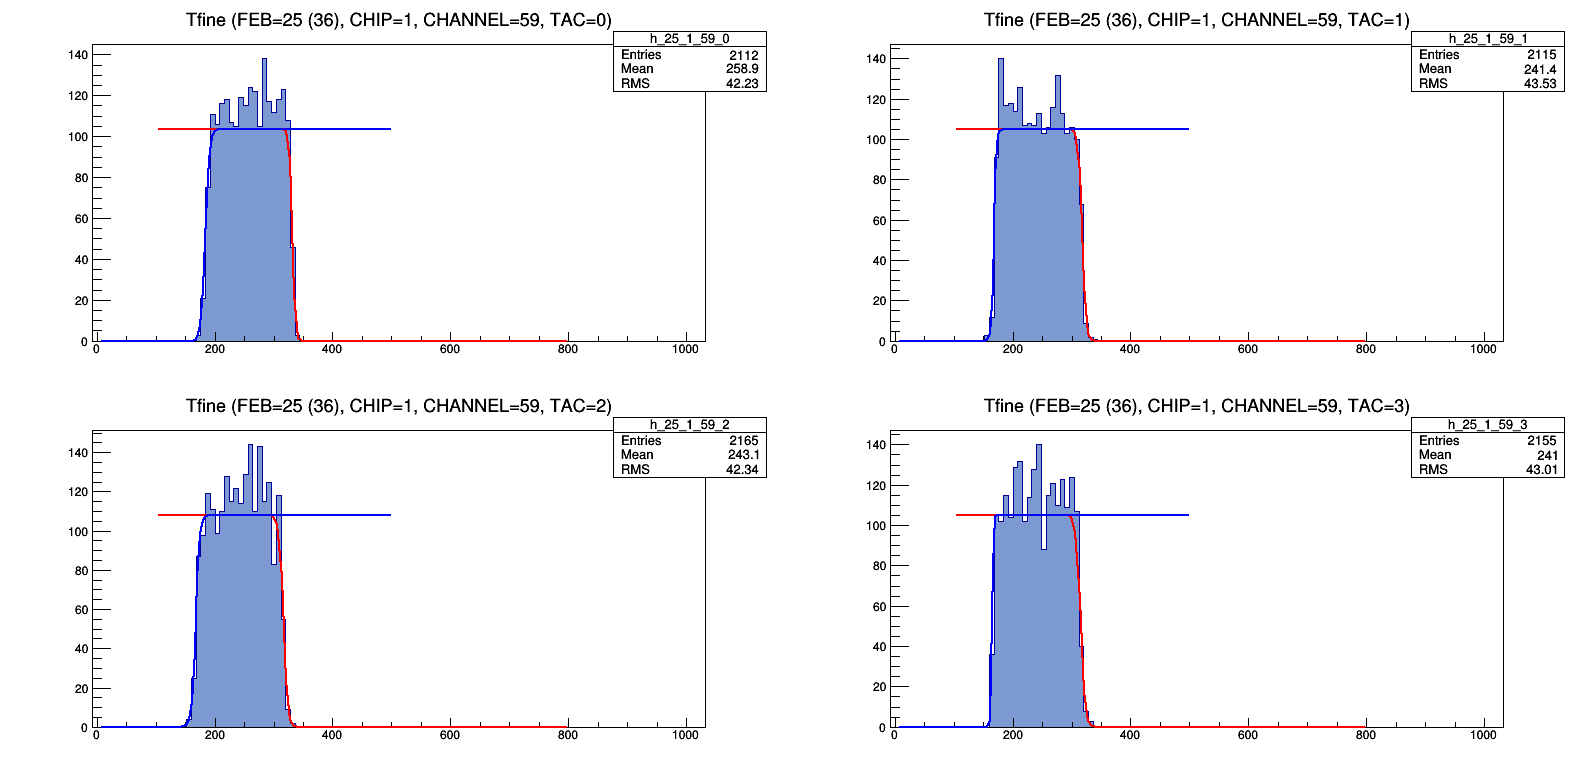 Tfine (FEB=25 (36), CHIP=1, CHANNEL=59, TAC=0)
h_25_1_59_0
Entries 2112
Mean 258.9
RMS 42.23
140
120
100
80
60
40
20
0
0 200 400 600 800 1000
Tfine (FEB=25 (36), CHIP=1, CHANNEL=59, TAC=1)
h_25_1_59_1
Entries 2115
Mean 241.4
RMS 43.53
140
120
100
80
60
40
20
0
0 200 400 600 800 1000
Tfine (FEB=25 (36), CHIP=1, CHANNEL=59, TAC=2)
h_25_1_59_2
Entries 2165
Mean 243.1
RMS 42.34
140
120
100
80
60
40
20
0
0 200 400 600 800 1000
Tfine (FEB=25 (36), CHIP=1, CHANNEL=59, TAC=3)
h_25_1_59_3
Entries 2155
Mean 241
RMS 43.01
140
120
100
80
60
40
20
0
0 200 400 600 800 1000